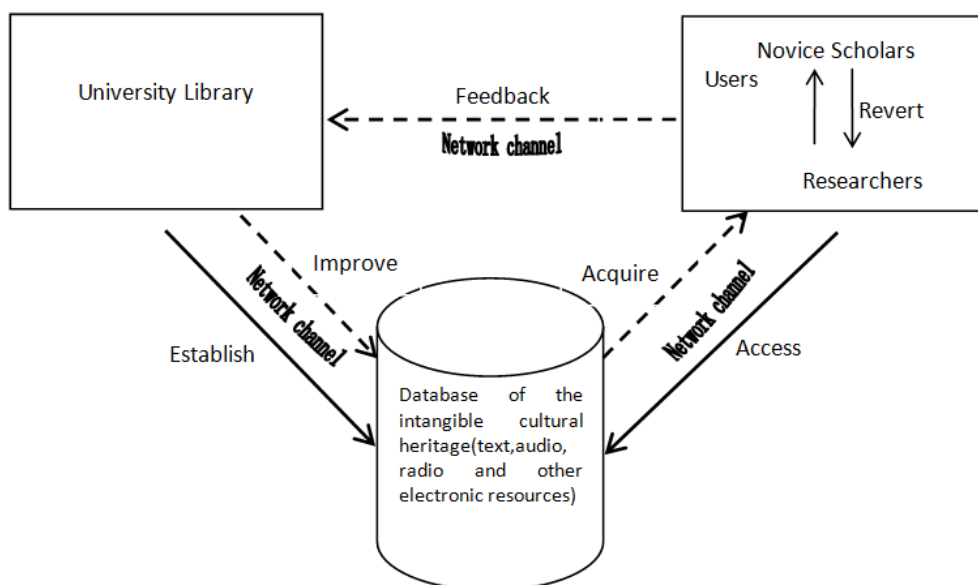 University Library
Feedback
Network channel
Novice Scholars
Users
Revert
Researchers
Improve
Network channel
Establish
Acquire
Network channel
Access
Database of the
intangible cultural
heritage(text,audio,
radio and other
electronic resources)